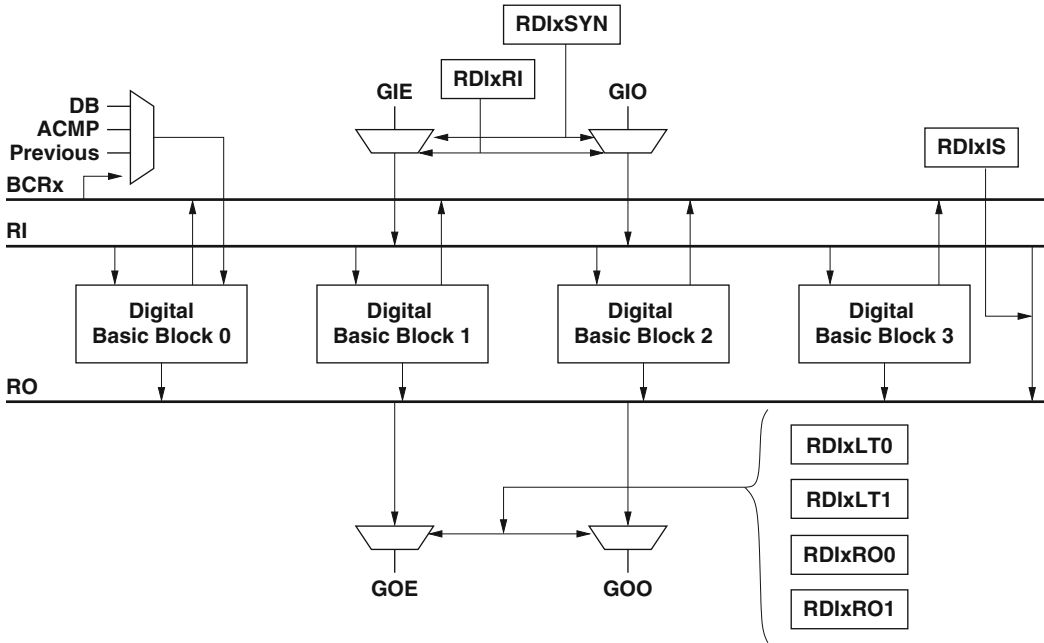 RDIxSYN
RDIxRI
GIE
GIO
DB
ACMP
Previous
BCRx
RDIxIS
RI
Digital
Basic Block 0
Digital
Basic Block 1
Digital
Basic Block 2
Digital
Basic Block 3
RO
RDIxLT0
RDIxLT1
RDIxRO0
RDIxRO1
GOE
GOO